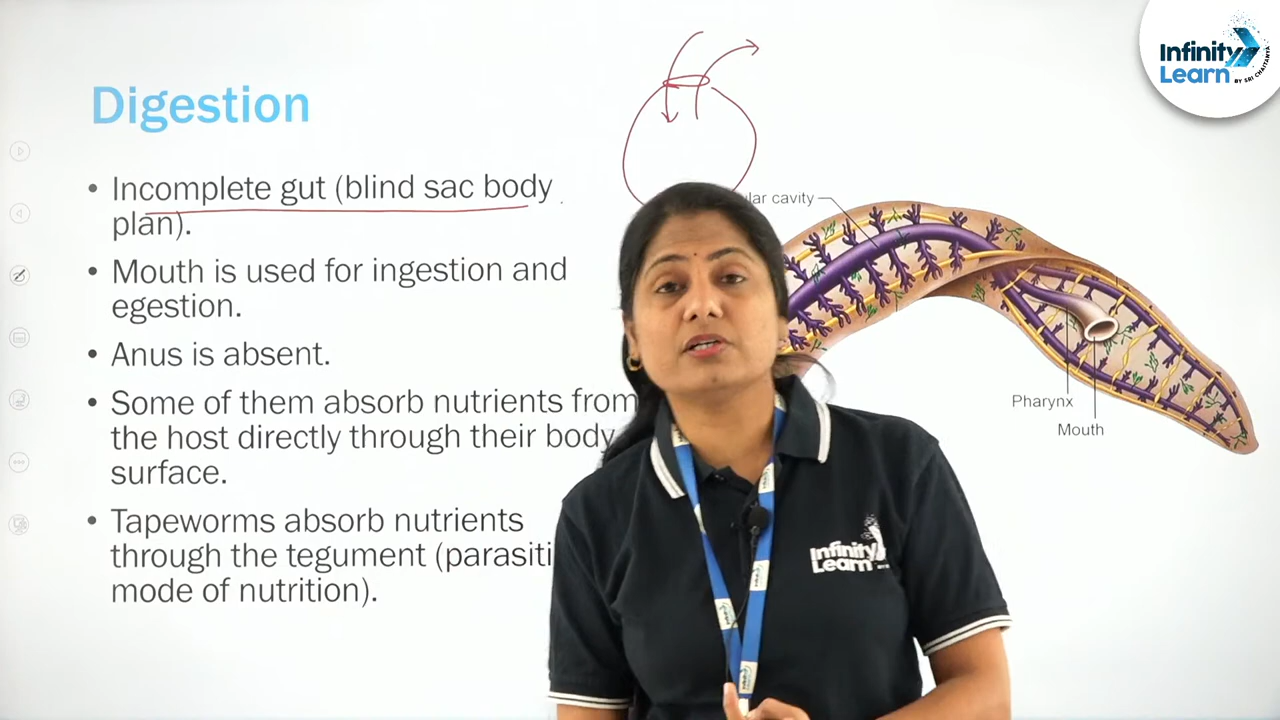 Infinity
Learn
BY SRI CHAITANYA
Digestion
• Incomplete gut (blind sac body
plan).
• Mouth is used for ingestion and
egestion.
• Anus is absent.
• Some of them absorb nutrients from
the host directly through their body
surface.
• Tapeworms absorb nutrients
through the tegument (parasiti
mode of nutrition).
ular cavity
Pharynx
Mouth
Infinity
Learn